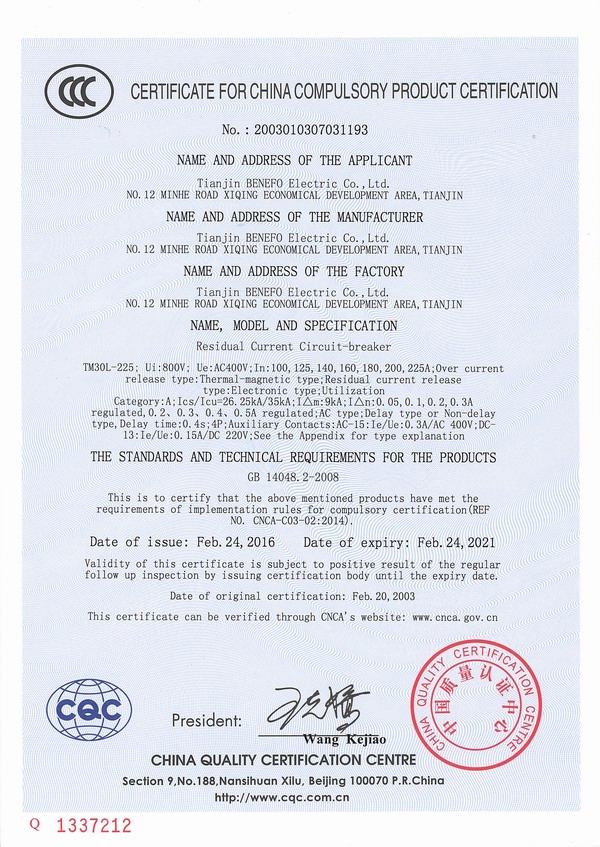 CCC
CERTIFICATE FOR CHINA COMPULSORY PRODUCT CERTIFICATION
No. : 2003010307031193
NAME AND ADDRESS OF THE APPLICANT
Tianjin BENEFO Electric Co.,Ltd.
NO.12 MINHE ROAD XIQING ECONOMICAL DEVELOPMENT AREA,TIANJIN
NAME AND ADDRESS OF THE MANUFACTURER
Tianjin BENEFO Electric Co.,Ltd.
NO.12 MINHE ROAD XIQING ECONOMICAL DEVELOPMENT AREA,TIANJIN
NAME AND ADDRESS OF THE FACTORY
Tianjin BENEFO Electric Co.,Ltd.
NO.12 MINHE ROAD XIQING ECONOMICAL DEVELOPMENT AREA,TIANJIN
NAME, MODEL AND SPECIFICATION
Residual Current Circuit-breaker
TM30L-225; Ui:800V; Ue:AC400V;In:100,125,140,160,180,200,225A;Over current
release type:Thermal-magnetic type;Residual current release
type:Electronic type;Utilization
Category:A;Ics/Icu=26.25kA/35kA;I△m:9kA;I△n:0.05,0.1,0.2,0.3A
regulated,0.2、0.3、0.4、0.5A regulated;AC type;Delay type or Non-delay
type,Delay time:0.4s;4P;Auxiliary Contacts:AC-15:Ie/Ue:0.3A/AC 400V;DC-
13:Ie/Ue:0.15A/DC 220V;See the Appendix for type explanation
THE STANDARDS AND TECHNICAL REQUIREMENTS FOR THE PRODUCTS
GB 14048.2-2008
This is to certify that the above mentioned products have met the
requirements of implementation rules for compulsory certification(REF
NO. CNCA-C03-02:2014).
Date of issue: Feb.24,2016 Date of expiry: Feb.24,2021
Validity of this certificate is subject to positive result of the regular
follow up inspection by issuing certification body until the expiry date.
Date of original certification: Feb.20,2003
This certificate can be verified through CNCA's website: www.cnca.gov.cn
CQC
President:
Wang Kejiao
CHINA QUALITY CERTIFICATION CENTRE
中国质量认证中心
CHINA QUALITY CERTIFICATION CENTRE
Section 9,No.188,Nansihuan Xilu, Beijing 100070 P.R.China
http://www.cqc.com.cn
Q 1337212